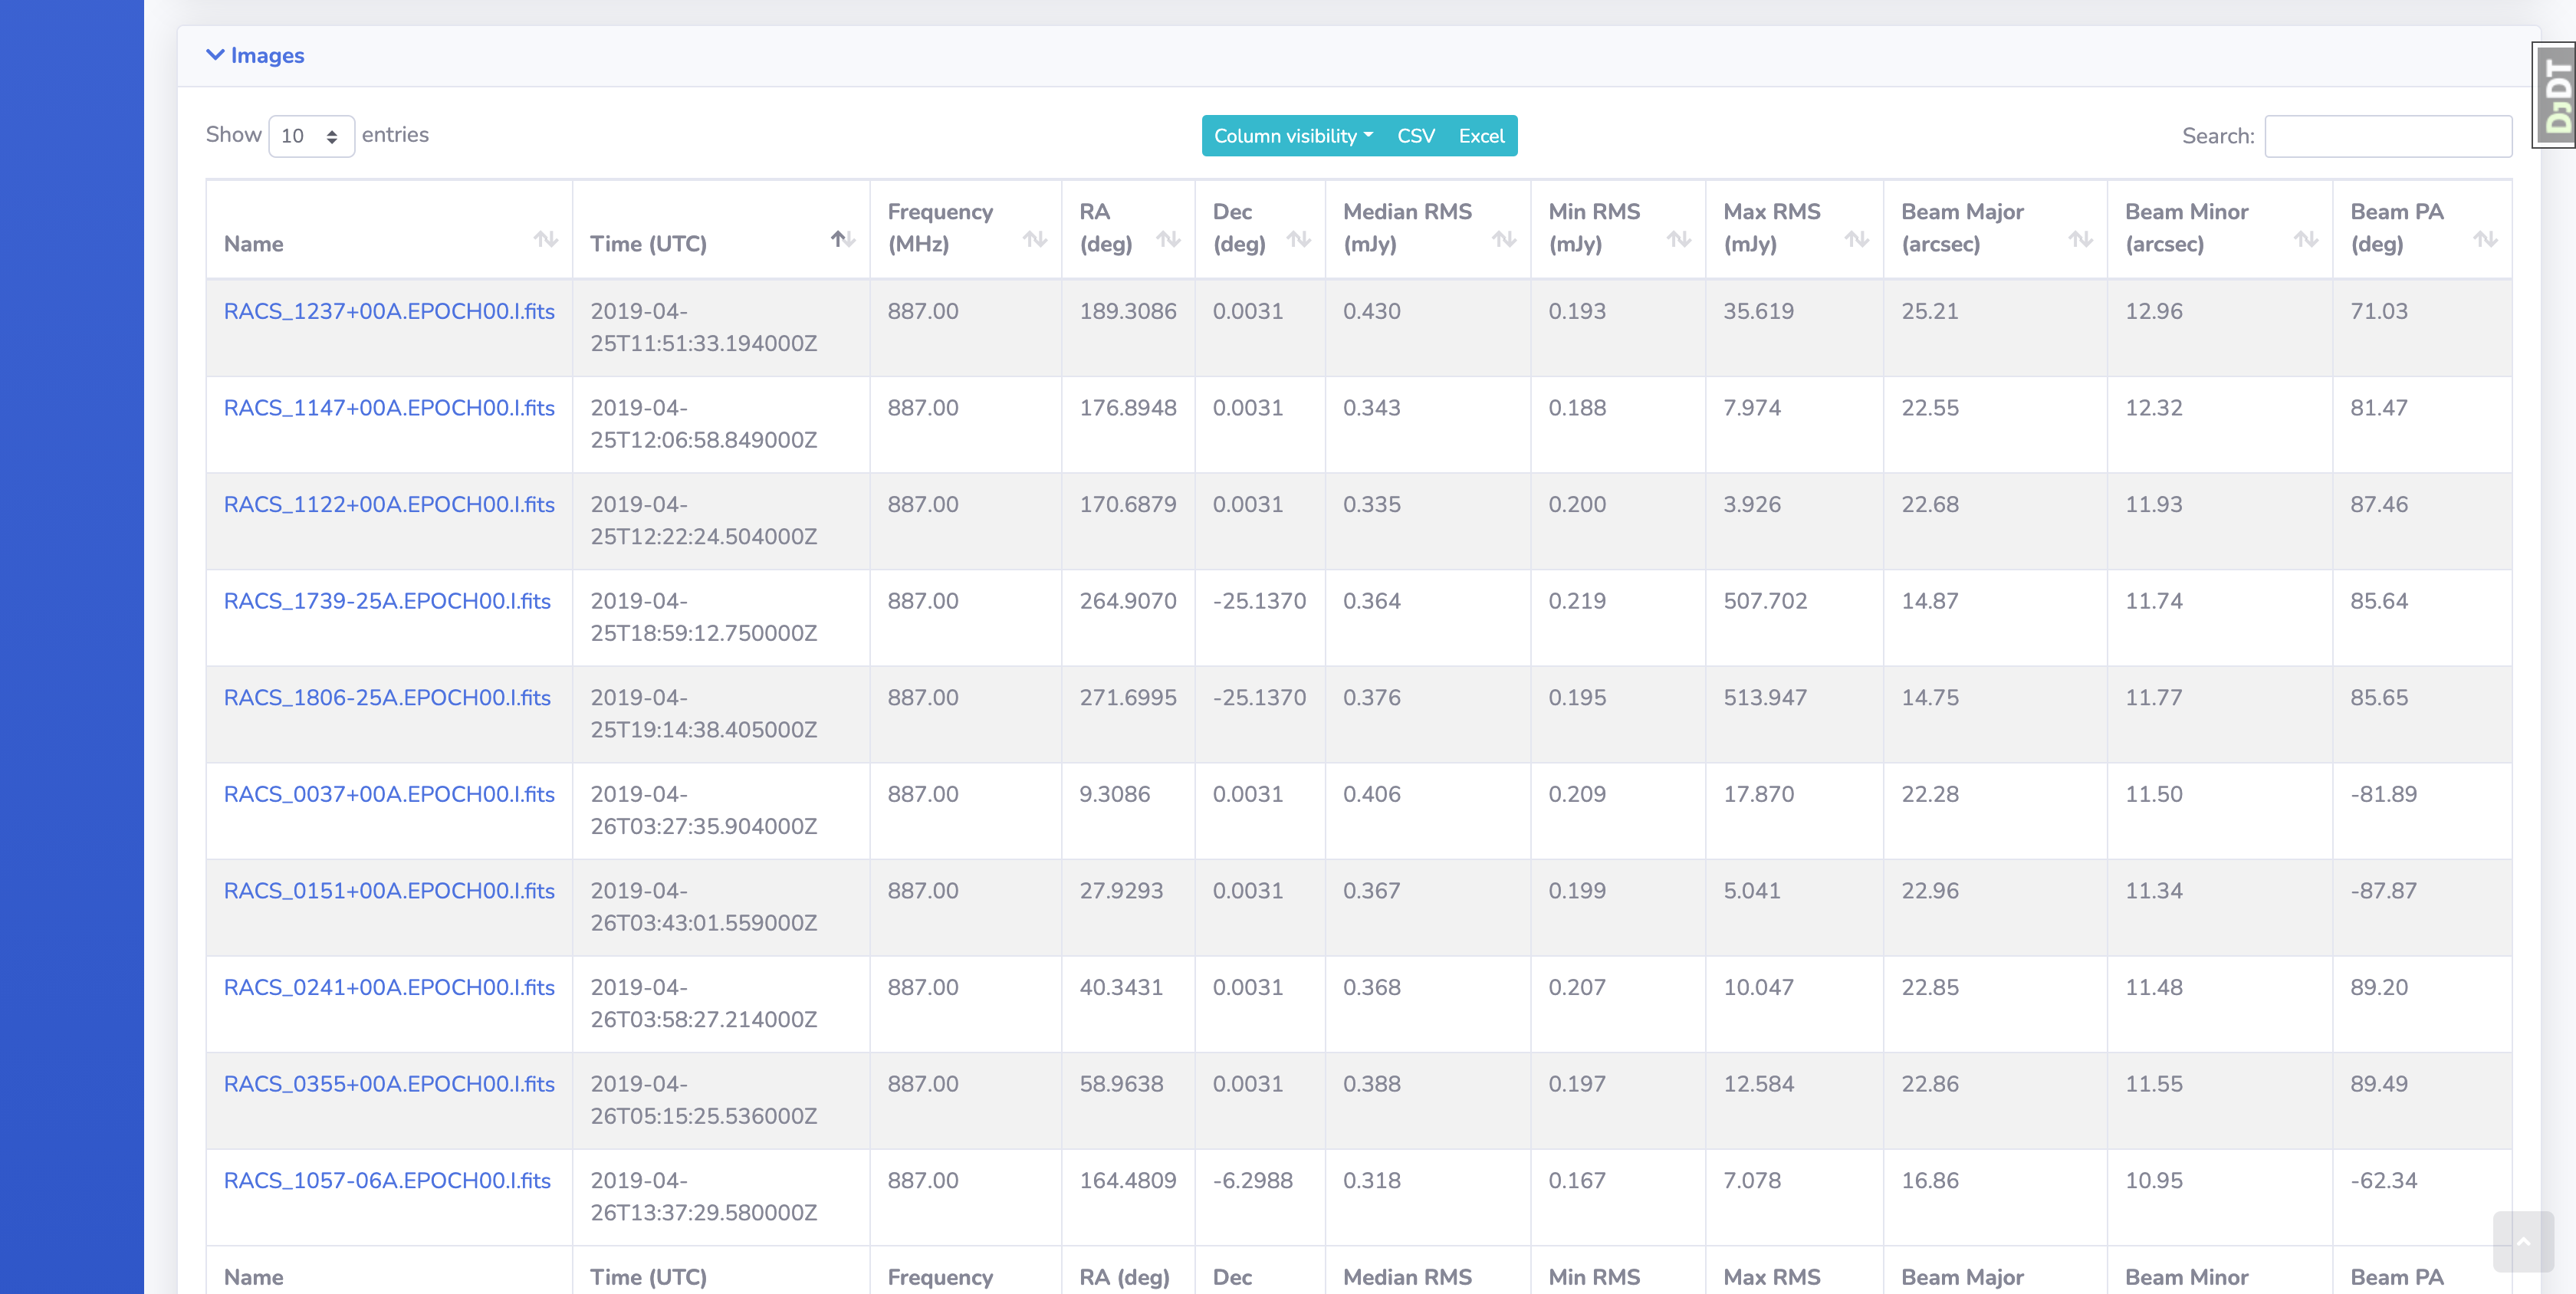 Images
Show 10 entries
Column visibility CSV Excel
Search:
DjDT
Name Time (UTC) Frequency (MHz) RA (deg) Dec (deg) Median RMS (mJy) Min RMS (mJy) Max RMS (mJy) Beam Major (arcsec) Beam Minor (arcsec) Beam PA (deg)
RACS_1237+00A.EPOCH00.I.fits 2019-04-25T11:51:33.194000Z 887.00 189.3086 0.0031 0.430 0.193 35.619 25.21 12.96 71.03
RACS_1147+00A.EPOCH00.I.fits 2019-04-25T12:06:58.849000Z 887.00 176.8948 0.0031 0.343 0.188 7.974 22.55 12.32 81.47
RACS_1122+00A.EPOCH00.I.fits 2019-04-25T12:22:24.504000Z 887.00 170.6879 0.0031 0.335 0.200 3.926 22.68 11.93 87.46
RACS_1739-25A.EPOCH00.I.fits 2019-04-25T18:59:12.750000Z 887.00 264.9070 -25.1370 0.364 0.219 507.702 14.87 11.74 85.64
RACS_1806-25A.EPOCH00.I.fits 2019-04-25T19:14:38.405000Z 887.00 271.6995 -25.1370 0.376 0.195 513.947 14.75 11.77 85.65
RACS_0037+00A.EPOCH00.I.fits 2019-04-26T03:27:35.904000Z 887.00 9.3086 0.0031 0.406 0.209 17.870 22.28 11.50 -81.89
RACS_0151+00A.EPOCH00.I.fits 2019-04-26T03:43:01.559000Z 887.00 27.9293 0.0031 0.367 0.199 5.041 22.96 11.34 -87.87
RACS_0241+00A.EPOCH00.I.fits 2019-04-26T03:58:27.214000Z 887.00 40.3431 0.0031 0.368 0.207 10.047 22.85 11.48 89.20
RACS_0355+00A.EPOCH00.I.fits 2019-04-26T05:15:25.536000Z 887.00 58.9638 0.0031 0.388 0.197 12.584 22.86 11.55 89.49
RACS_1057-06A.EPOCH00.I.fits 2019-04-26T13:37:29.580000Z 887.00 164.4809 -6.2988 0.318 0.167 7.078 16.86 10.95 -62.34
Name Time (UTC) Frequency RA (deg) Dec Median RMS Min RMS Max RMS Beam Major Beam Minor Beam PA